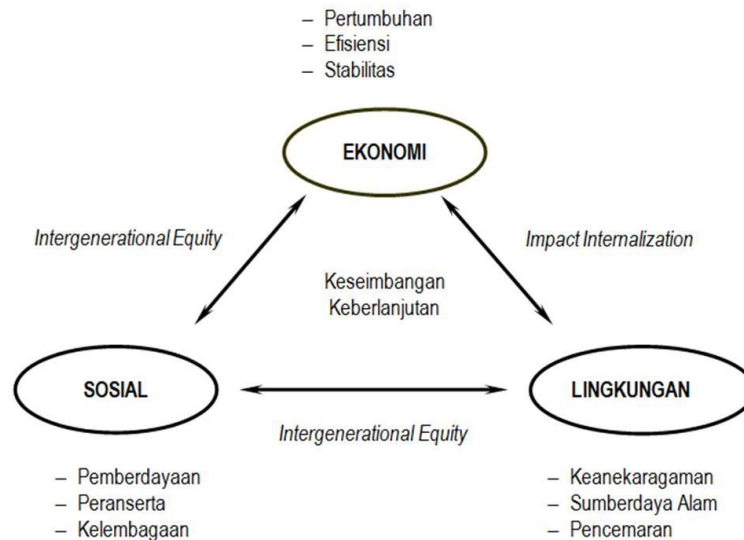 – Pertumbuhan
– Efisiensi
– Stabilitas
EKONOMI
Intergenerational Equity
Impact Internalization
Keseimbangan
Keberlanjutan
SOSIAL
LINGKUNGAN
Intergenerational Equity
– Pemberdayaan
– Peranserta
– Kelembagaan
– Keanekaragaman
– Sumberdaya Alam
– Pencemaran